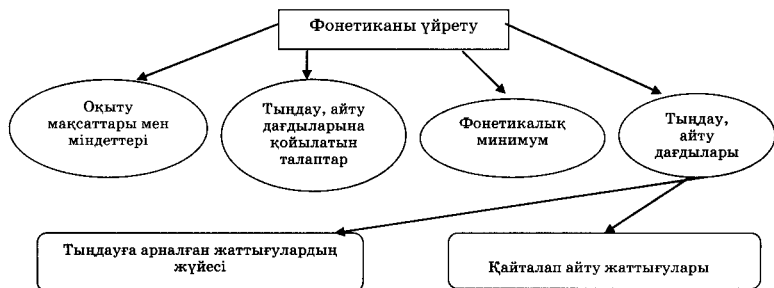 Фонетиканы үйрету
Оқыту
мақсаттары мен
міндеттері
Тыңдау, айту
дағдыларына
қойылатын
талаптар
Фонетикалық
минимум
Тыңдау,
айту
дағдылары
Тыңдауға арналған жаттығулардың
жүйесі
Қайталап айту жаттығулары